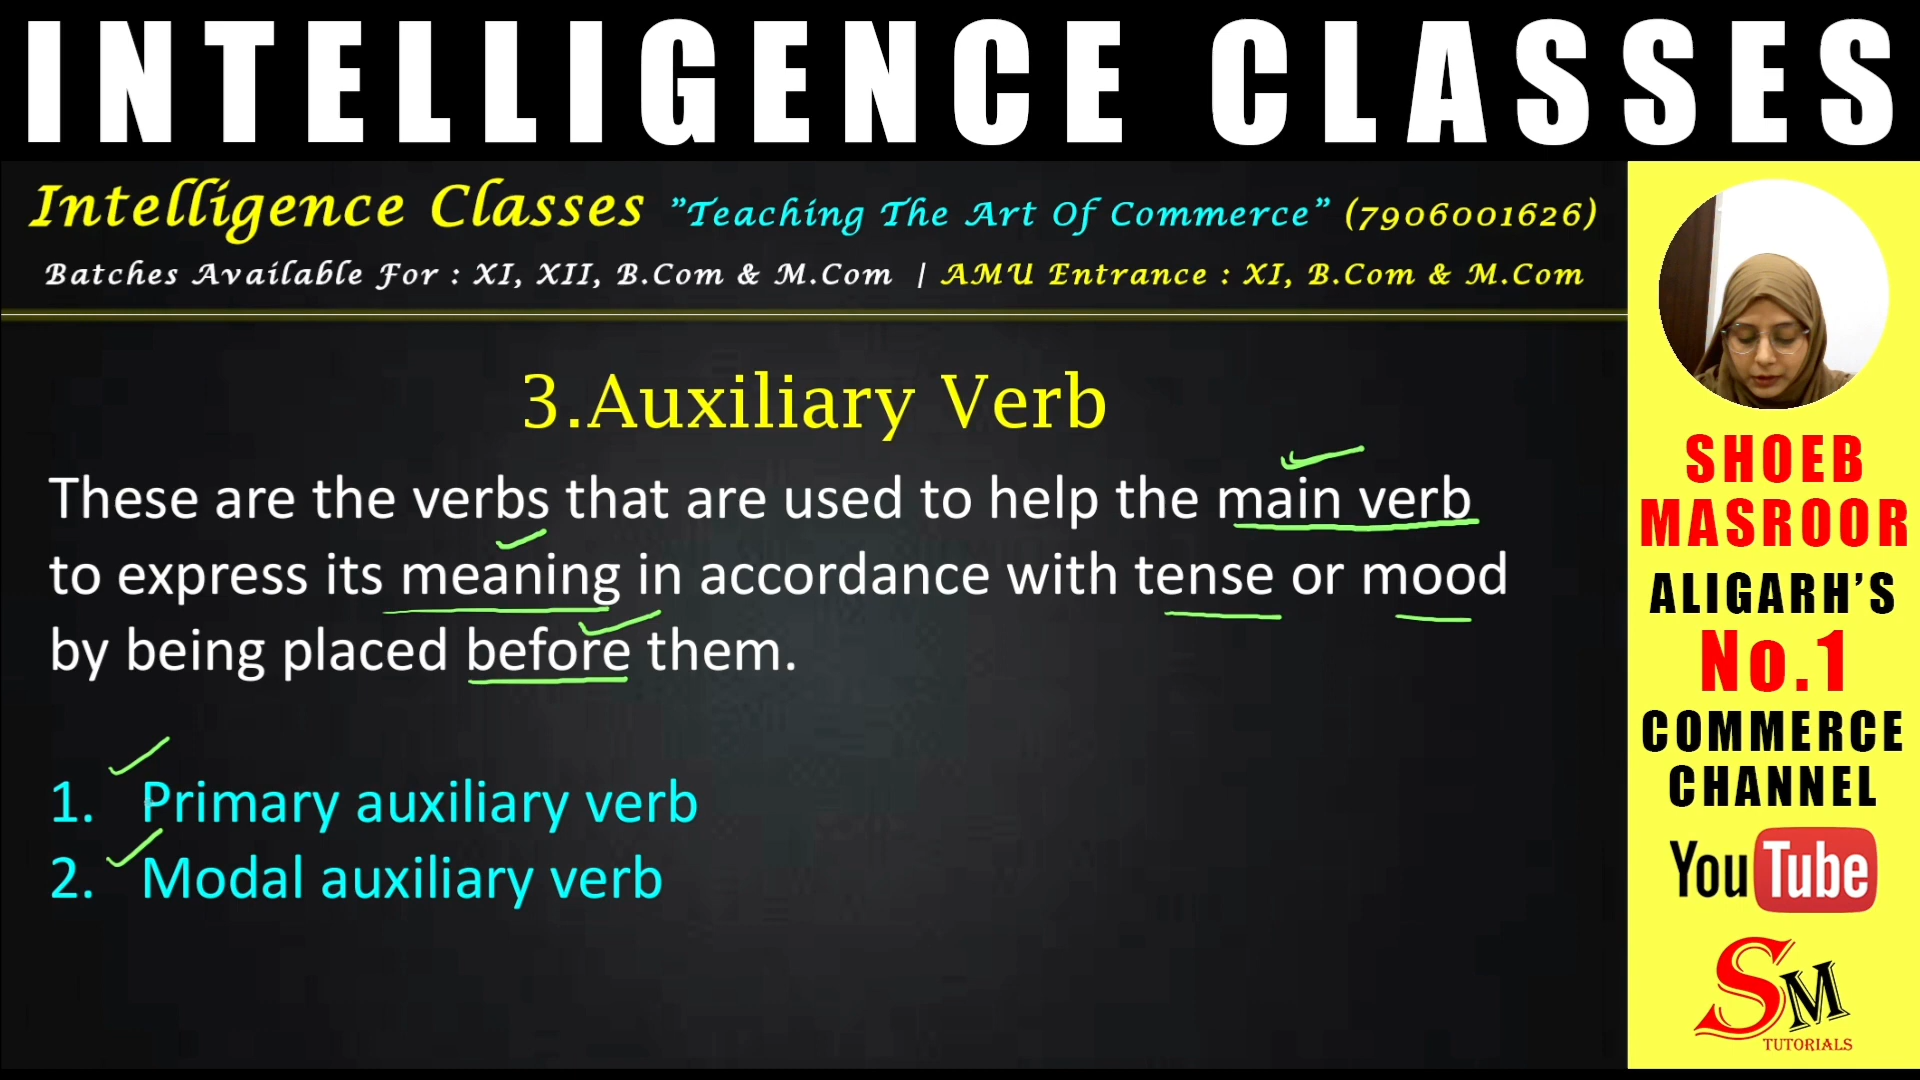 INTELLIGENCE CLASSES
Intelligence Classes "Teaching The Art Of Commerce" (7906001626)
Batches Available For : XI, XII, B.Com & M.Com | AMU Entrance : XI, B.Com & M.Com
3.Auxiliary Verb
These are the verbs that are used to help the main verb
to express its meaning in accordance with tense or mood
by being placed before them.
1. Primary auxiliary verb
2. Modal auxiliary verb
SHOEB
MASROOR
ALIGARH'S
No.1
COMMERCE
CHANNEL
YouTube
SM
TUTORIALS